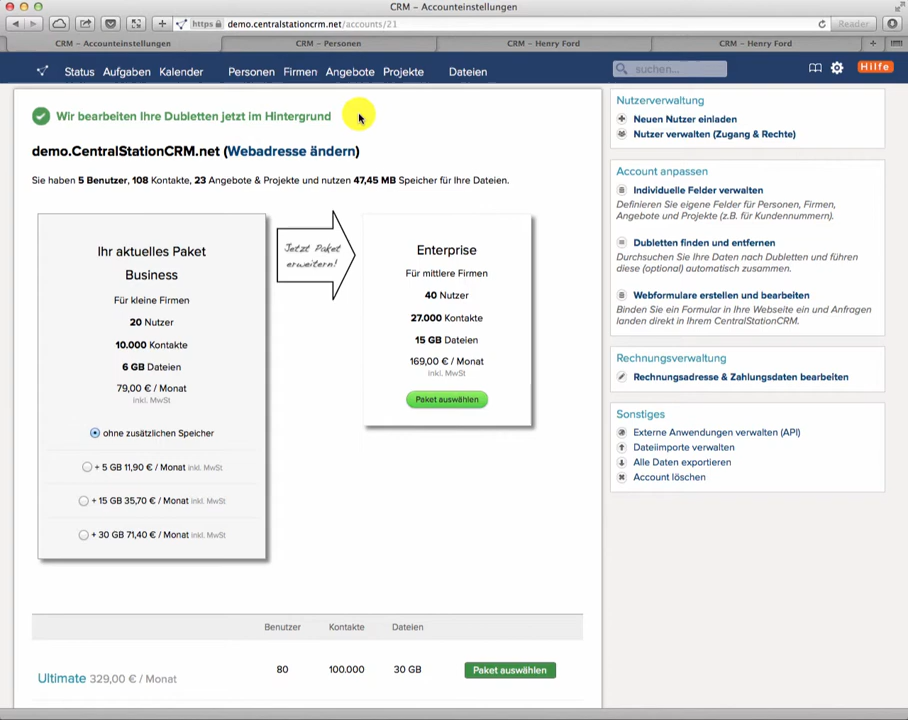 CRM – Accounteinstellungen
https demo.centralstationcrm.net/accounts/21
Reader
CRM – Accounteinstellungen
CRM – Personen
CRM – Henry Ford
CRM – Henry Ford
Status Aufgaben Kalender Personen Firmen Angebote Projekte Dateien
suchen...
Hilfe
Wir bearbeiten Ihre Dubletten jetzt im Hintergrund
demo.CentralStationCRM.net (Webadresse ändern)
Sie haben 5 Benutzer, 108 Kontakte, 23 Angebote & Projekte und nutzen 47,45 MB Speicher für Ihre Dateien.
Ihr aktuelles Paket
Business
Für kleine Firmen
20 Nutzer
10.000 Kontakte
6 GB Dateien
79,00 € / Monat
inkl. MwSt
ohne zusätzlichen Speicher
+ 5 GB 11,90 € / Monat inkl. MwSt
+ 15 GB 35,70 € / Monat inkl. MwSt
+ 30 GB 71,40 € / Monat inkl. MwSt
Jetzt Paket
erweitern!
Enterprise
Für mittlere Firmen
40 Nutzer
27.000 Kontakte
15 GB Dateien
169,00 € / Monat
inkl. MwSt
Paket auswählen
Benutzer Kontakte Dateien
Ultimate 329,00 € / Monat 80 100.000 30 GB Paket auswählen
Nutzerverwaltung
Neuen Nutzer einladen
Nutzer verwalten (Zugang & Rechte)
Account anpassen
Individuelle Felder verwalten
Definieren Sie eigene Felder für Personen, Firmen,
Angebote und Projekte (z.B. für Kundennummern).
Dubletten finden und entfernen
Durchsuchen Sie Ihre Daten nach Dubletten und führen
diese (optional) automatisch zusammen.
Webformulare erstellen und bearbeiten
Binden Sie ein Formular in Ihre Webseite ein und Anfragen
landen direkt in Ihrem CentralStationCRM.
Rechnungsverwaltung
Rechnungsadresse & Zahlungsdaten bearbeiten
Sonstiges
Externe Anwendungen verwalten (API)
Dateiimporte verwalten
Alle Daten exportieren
Account löschen